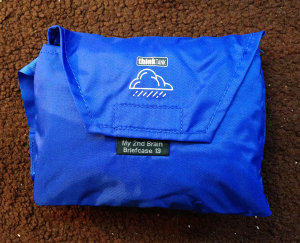 thinkTANK
My 2nd Brain
Briefcase 13